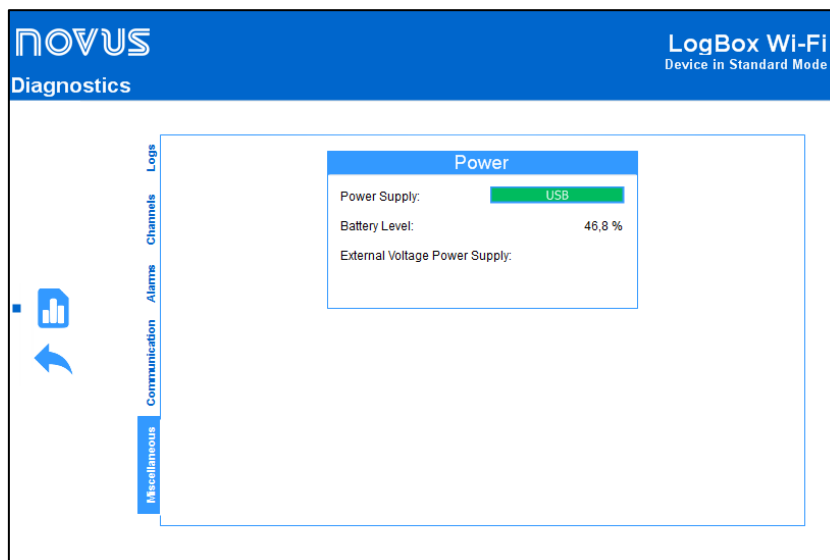 novus
LogBox Wi-Fi
Device in Standard Mode
Diagnostics
Logs
Channels
Alarms
Communication
Miscellaneous
Power
Power Supply: USB
Battery Level: 46,8 %
External Voltage Power Supply: